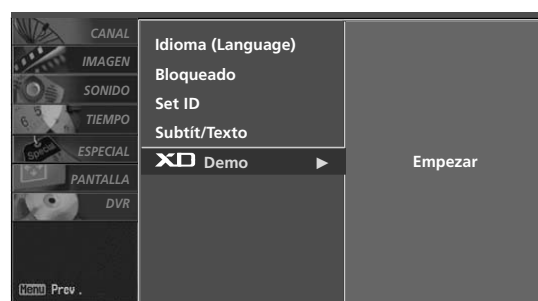 CANAL
IMAGEN
SONIDO
TIEMPO
ESPECIAL
PANTALLA
DVR
Menu Prev .
Idioma (Language)
Bloqueado
Set ID
Subtít/Texto
XD Demo ►
Empezar